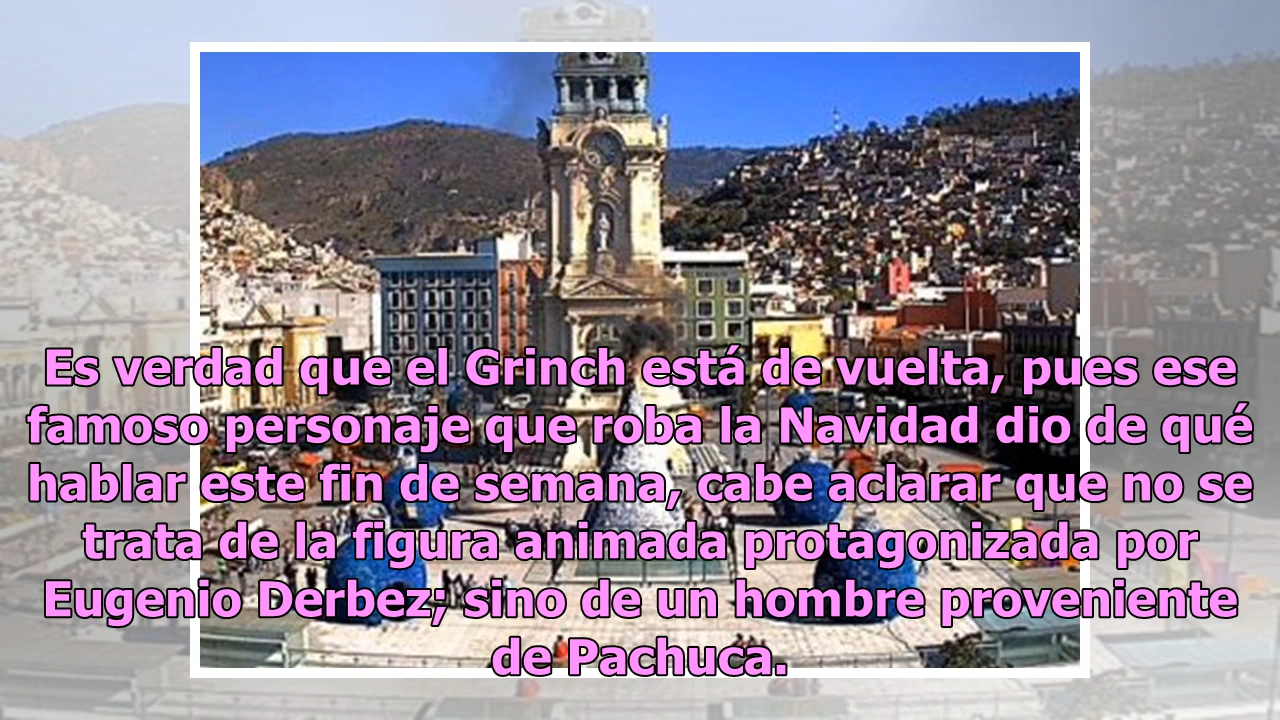 Es verdad que el Grinch está de vuelta, pues ese
famoso personaje que roba la Navidad dio de qué
hablar este fin de semana, cabe aclarar que no se
trata de la figura animada protagonizada por
Eugenio Derbez; sino de un hombre proveniente
de Pachuca.